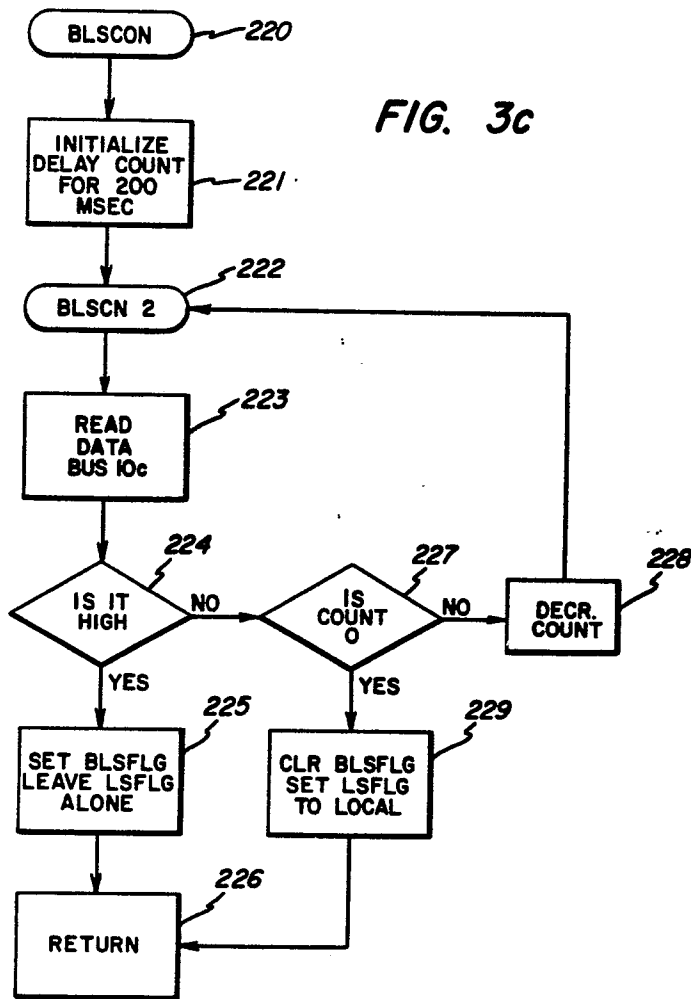 BLSCON
220
FIG. 3c
INITIALIZE
DELAY COUNT
FOR 200
MSEC
221
BLSCN 2
222
READ
DATA
BUS 10c
223
IS IT
HIGH
224
NO
YES
IS
COUNT
0
227
NO
YES
DECR.
COUNT
228
SET BLSFLG
LEAVE LSFLG
ALONE
225
CLR BLSFLG
SET LSFLG
TO LOCAL
229
RETURN
226